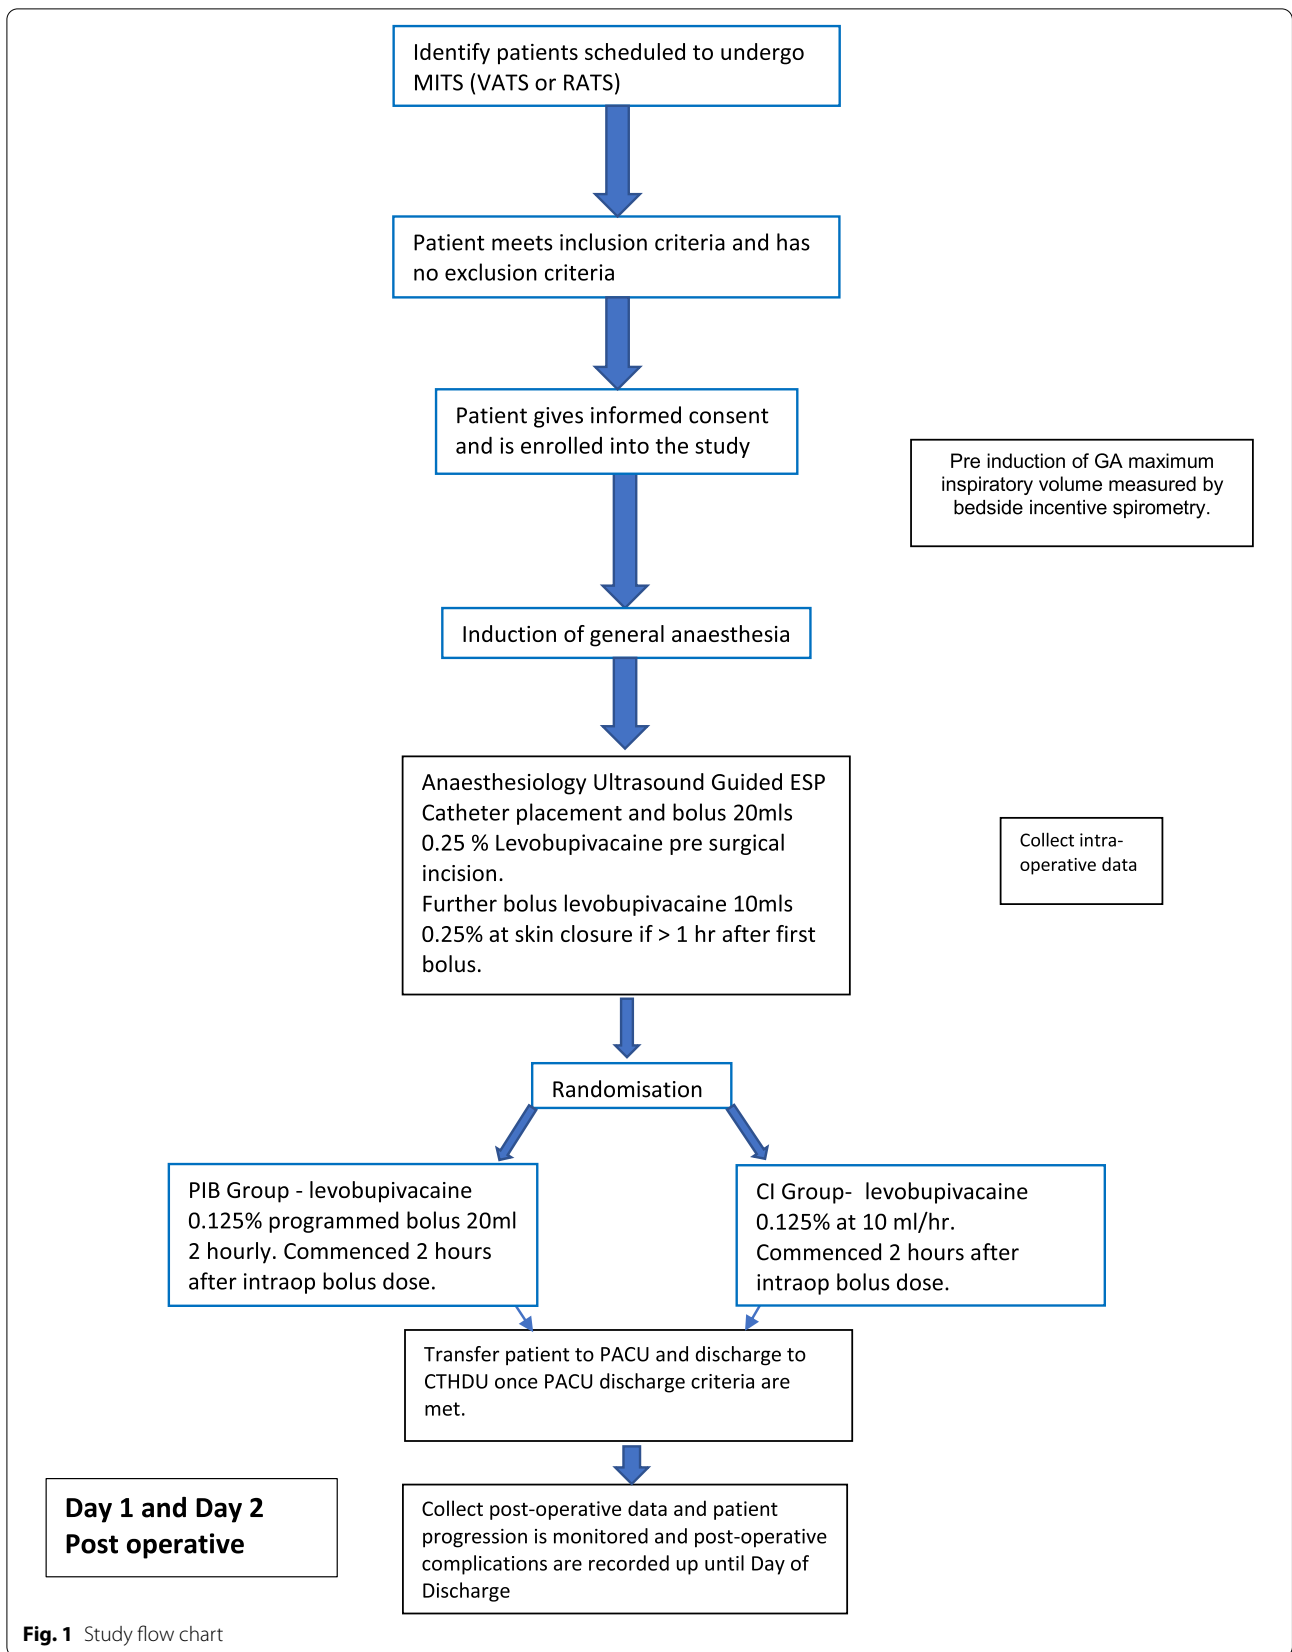 Identify patients scheduled to undergo
MITS (VATS or RATS)
Patient meets inclusion criteria and has
no exclusion criteria
Patient gives informed consent
and is enrolled into the study
Pre induction of GA maximum
inspiratory volume measured by
bedside incentive spirometry.
Induction of general anaesthesia
Anaesthesiology Ultrasound Guided ESP
Catheter placement and bolus 20mls
0.25 % Levobupivacaine pre surgical
incision.
Further bolus levobupivacaine 10mls
0.25% at skin closure if > 1 hr after first
bolus.
Collect intra-
operative data
Randomisation
PIB Group - levobupivacaine
0.125% programmed bolus 20ml
2 hourly. Commenced 2 hours
after intraop bolus dose.
CI Group-  levobupivacaine
0.125% at 10 ml/hr.
Commenced 2 hours after
intraop bolus dose.
Transfer patient to PACU and discharge to
CTHDU once PACU discharge criteria are
met.
Day 1 and Day 2
Post operative
Collect post-operative data and patient
progression is monitored and post-operative
complications are recorded up until Day of
Discharge
Fig. 1 Study flow chart